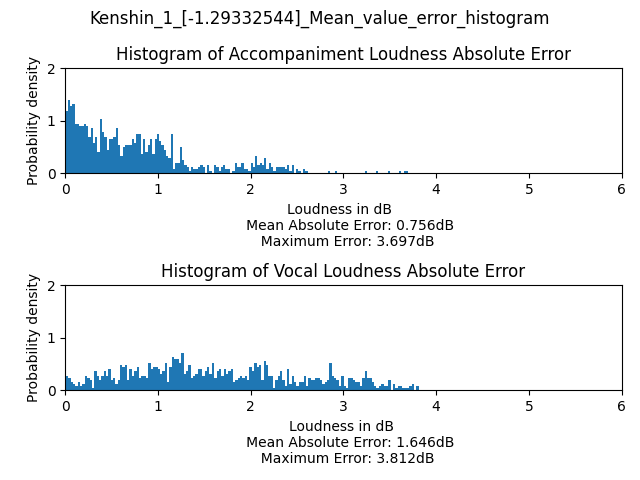 Kenshin_1_[-1.29332544]_Mean_value_error_histogram
Histogram of Accompaniment Loudness Absolute Error
Probability density
2
1
0
0 1 2 3 4 5 6
Loudness in dB
Mean Absolute Error: 0.756dB
Maximum Error: 3.697dB
Histogram of Vocal Loudness Absolute Error
Probability density
2
1
0
0 1 2 3 4 5 6
Loudness in dB
Mean Absolute Error: 1.646dB
Maximum Error: 3.812dB